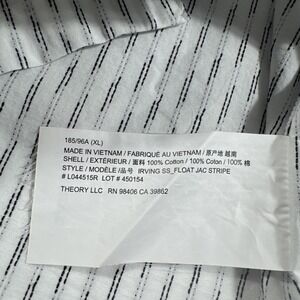 185/96A (XL)
MADE IN VIETNAM / FABRIQUÉ AU VIETNAM / 原产地 越南
SHELL / EXTÉRIEUR / 面料 100% Cotton / 100% Coton / 100% 棉
STYLE / MODÈLE / 品号 IRVING SS_FLOAT JAC STRIPE
# L044515R LOT # 450154
THEORY LLC RN 98406 CA 39862